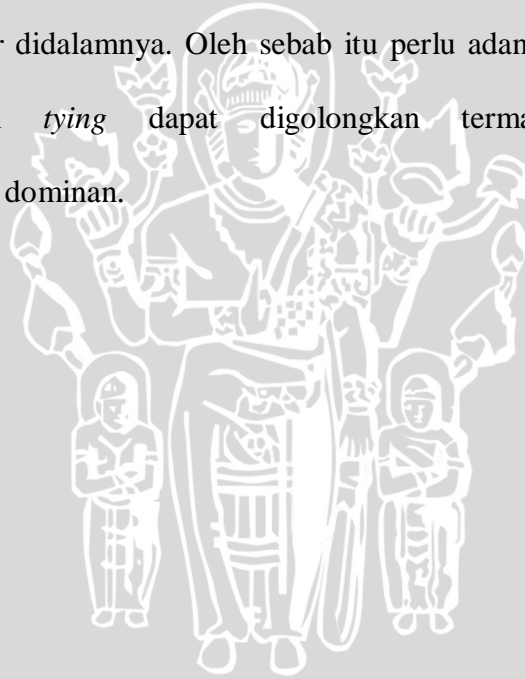 r didalamnya. Oleh sebab itu perlu adan
tying dapat digolongkan terma
dominan.